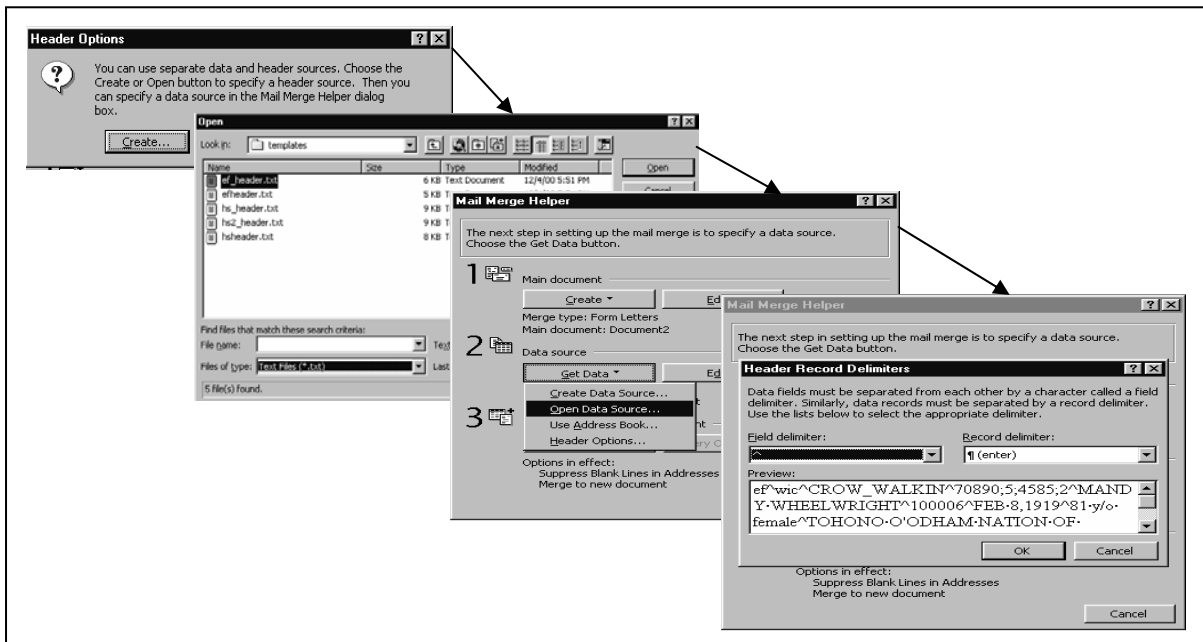 Header Options
You can use separate data and header sources. Choose the
Create or Open button to specify a header source. Then you
can specify a data source in the Mail Merge Helper dialog
box.
Create...
Open
Look in: templates
Name Size Type Modified
ef_header.txt 6 KB Text Document 12/4/00 5:51 PM
efheader.txt 5 KB
hs_header.txt 9 KB
hs2_header.txt 9 KB
hsheader.txt 8 KB
Open
Cancel
Find files that match these search criteria:
File name:
Files of type: Text Files (*.txt) Last
5 file(s) found.
Mail Merge Helper
The next step in setting up the mail merge is to specify a data source.
Choose the Get Data button.
1 Main document
Create
Merge type: Form Letters
Main document: Document2
2 Data source
Get Data
Create Data Source...
Open Data Source...
Use Address Book...
Header Options...
3
Options in effect:
Suppress Blank Lines in Addresses
Merge to new document
Mail Merge Helper
The next step in setting up the mail merge is to specify a data source.
Choose the Get Data button.
Header Record Delimiters
Data fields must be separated from each other by a character called a field
delimiter. Similarly, data records must be separated by a record delimiter.
Use the lists below to select the appropriate delimiter.
Field delimiter: Record delimiter:
^ ¶ (enter)
Preview:
ef^wic^CROW_WALKIN^70890;5;4585;2^MAND
Y·WHEELWRIGHT^100006^FEB·8,1919^81·y/o·
female^TOHONO·O'ODHAM·NATION·OF·
OK Cancel
Options in effect:
Suppress Blank Lines in Addresses
Merge to new document
Cancel